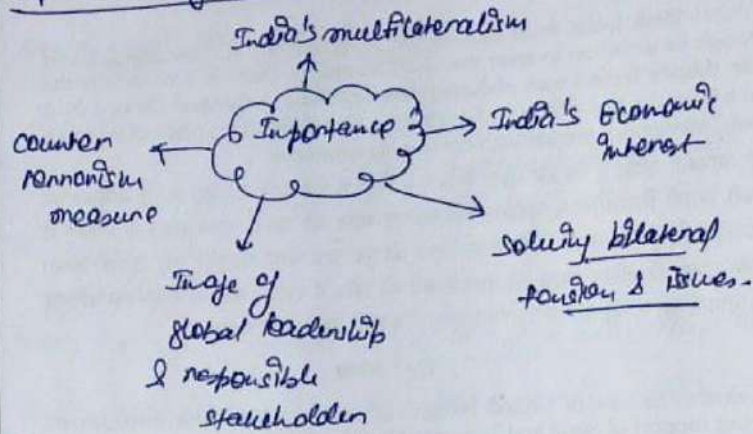 India's multilateralism
Importance
India's Economic
interest
solving bilateral
tension & issues.
Image of
global leadership
& responsible
stakeholder
counter
terrorism
measure